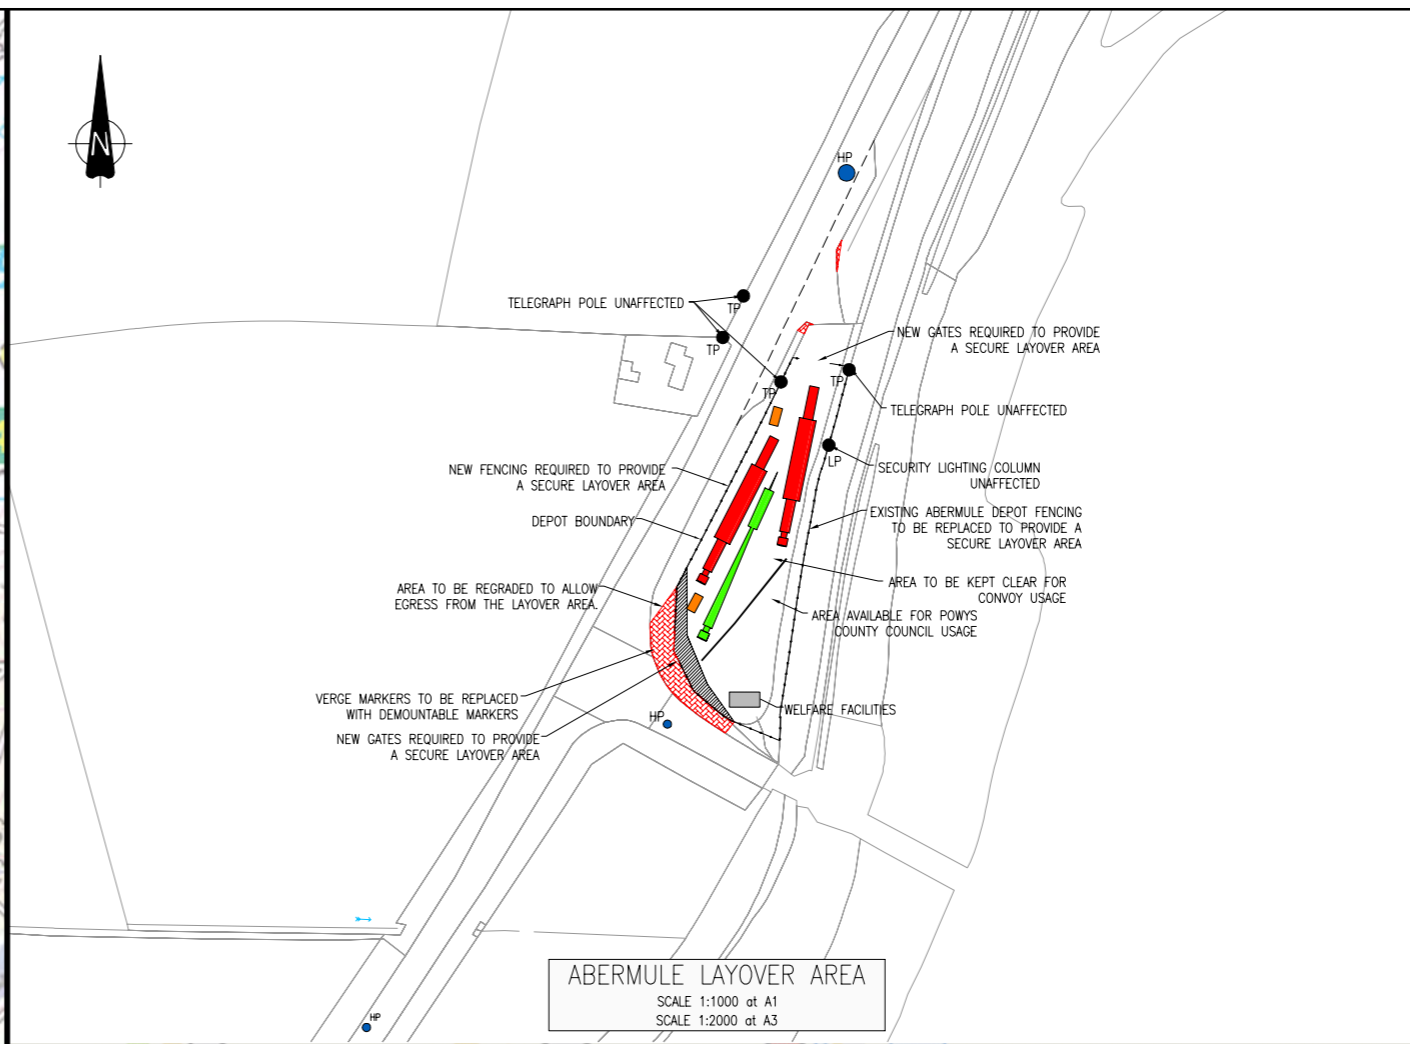 N
HP
TELEGRAPH POLE UNAFFECTED
TP
TP
NEW GATES REQUIRED TO PROVIDE
A SECURE LAYOVER AREA
TP
TP
TELEGRAPH POLE UNAFFECTED
LP
SECURITY LIGHTING COLUMN
UNAFFECTED
NEW FENCING REQUIRED TO PROVIDE
A SECURE LAYOVER AREA
DEPOT BOUNDARY
EXISTING ABERMULE DEPOT FENCING
TO BE REPLACED TO PROVIDE A
SECURE LAYOVER AREA
AREA TO BE REGRADED TO ALLOW
EGRESS FROM THE LAYOVER AREA.
AREA TO BE KEPT CLEAR FOR
CONVOY USAGE
AREA AVAILABLE FOR POWYS
COUNTY COUNCIL USAGE
VERGE MARKERS TO BE REPLACED
WITH DEMOUNTABLE MARKERS
HP
WELFARE FACILITIES
NEW GATES REQUIRED TO PROVIDE
A SECURE LAYOVER AREA
ABERMULE LAYOVER AREA
SCALE 1:1000 at A1
SCALE 1:2000 at A3
HP